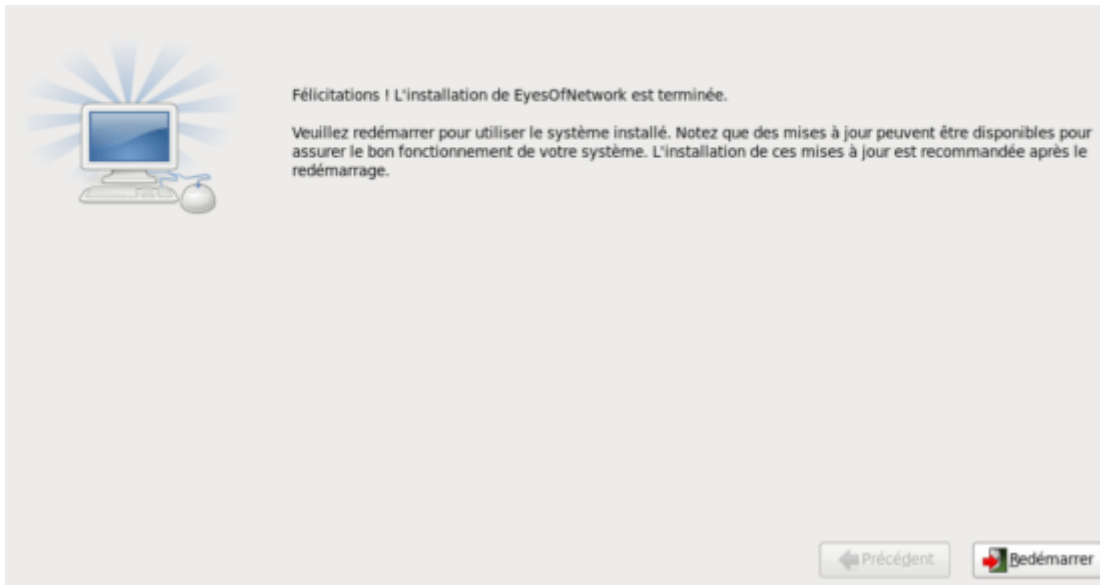 Félicitations ! L'installation de EyesOfNetwork est terminée.
Veuillez redémarrer pour utiliser le système installé. Notez que des mises à jour peuvent être disponibles pour
assurer le bon fonctionnement de votre système. L'installation de ces mises à jour est recommandée après le
redémarrage.
Précédent
Redémarrer